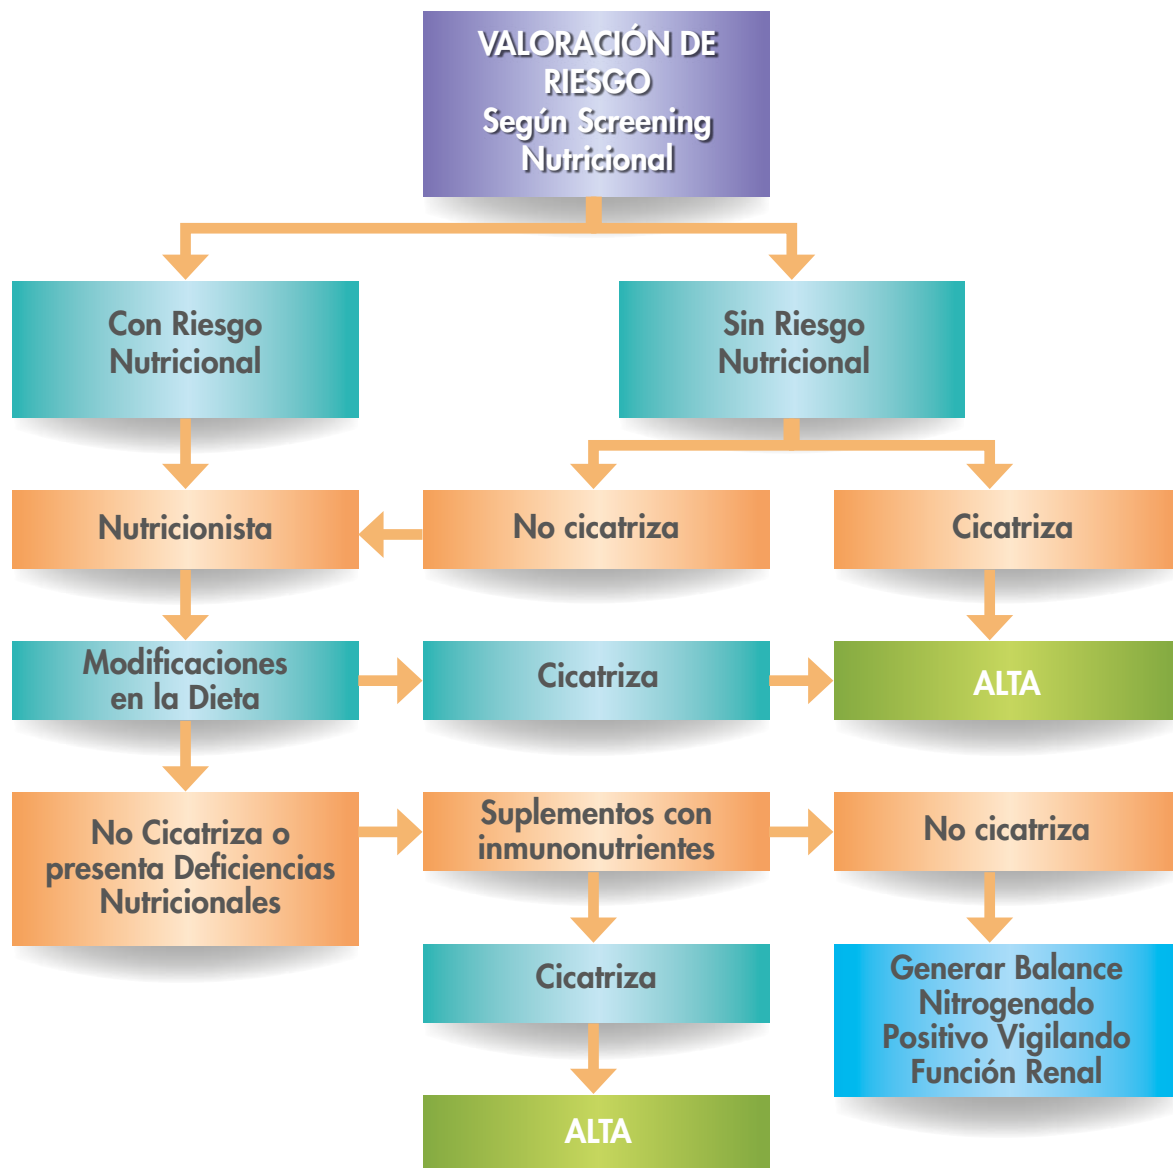 VALORACIÓN DE
RIESGO
Según Screening
Nutricional
Con Riesgo
Nutricional
Sin Riesgo
Nutricional
Nutricionista
No cicatriza
Cicatriza
Modificaciones
en la Dieta
Cicatriza
ALTA
No Cicatriza o
presenta Deficiencias
Nutricionales
Suplementos con
inmunonutrientes
No cicatriza
Cicatriza
Generar Balance
Nitrogenado
Positivo Vigilando
Función Renal
ALTA